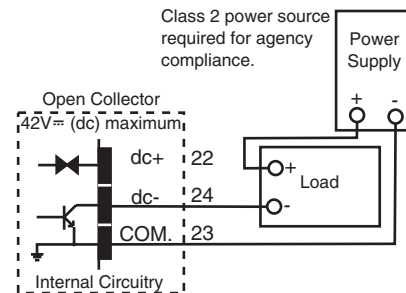 Class 2 power source
required for agency
compliance.
Power
Supply
+ -
Open Collector
42V⎓ (dc) maximum
dc+ 22
dc- 24
COM. 23
+
Load
-
Internal Circuitry